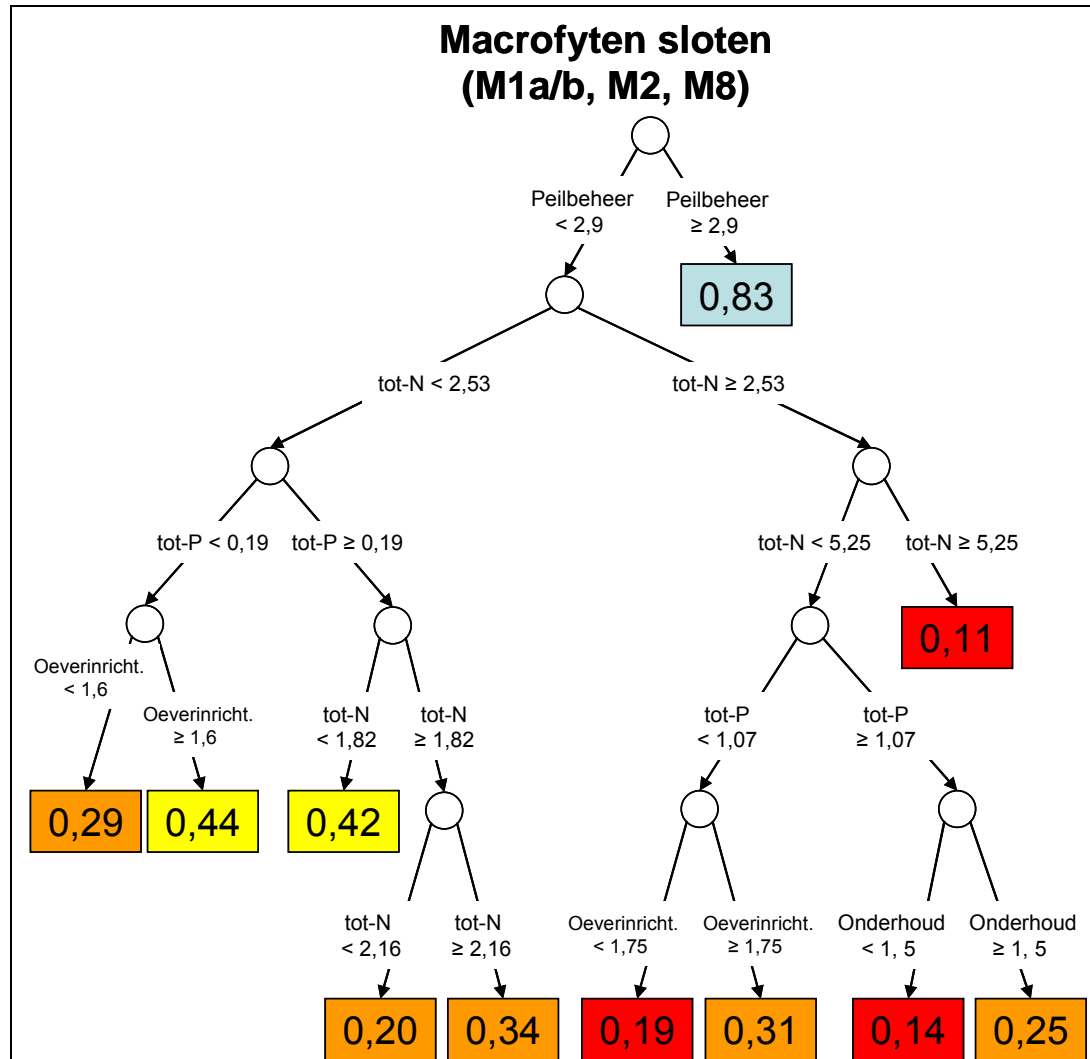 Macrofyten sloten
(M1a/b, M2, M8)
Peilbeheer
< 2,9
Peilbeheer
≥ 2,9
0,83
tot-N < 2,53
tot-N ≥ 2,53
tot-P < 0,19
tot-P ≥ 0,19
tot-N < 5,25
tot-N ≥ 5,25
0,11
Oeverinricht.
< 1,6
Oeverinricht.
≥ 1,6
tot-N
< 1,82
tot-N
≥ 1,82
tot-P
< 1,07
tot-P
≥ 1,07
0,29
0,44
0,42
tot-N
< 2,16
tot-N
≥ 2,16
Oeverinricht.
< 1,75
Oeverinricht.
≥ 1,75
Onderhoud
< 1, 5
Onderhoud
≥ 1, 5
0,20
0,34
0,19
0,31
0,14
0,25